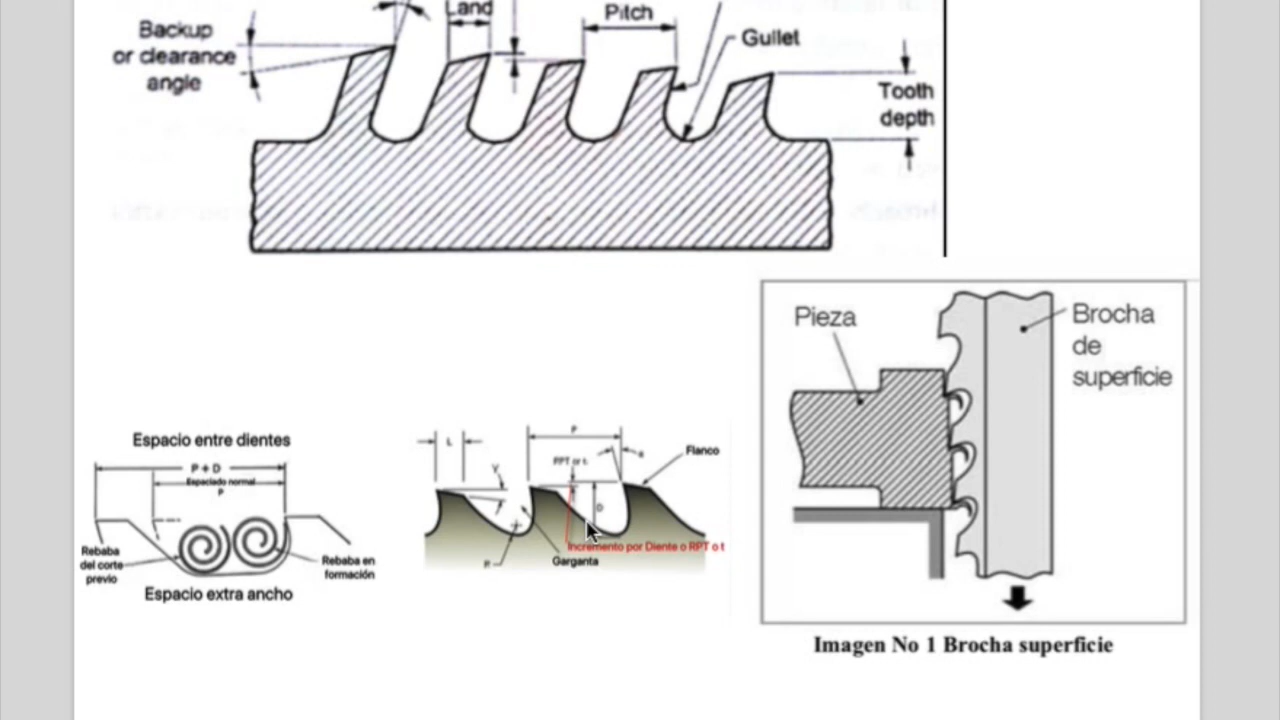 Land
Pitch
Backup
or clearance
angle
Gullet
Tooth
depth
Pieza
Brocha
de
superficie
Espacio entre dientes
P + D
Espaciado normal
P
Rebaba
del corte
previo
Rebaba en
formación
Espacio extra ancho
L
P
RPT or t.
Flanco
D
Incremento por Diente o RPT o t
Garganta
Imagen No 1 Brocha superficie